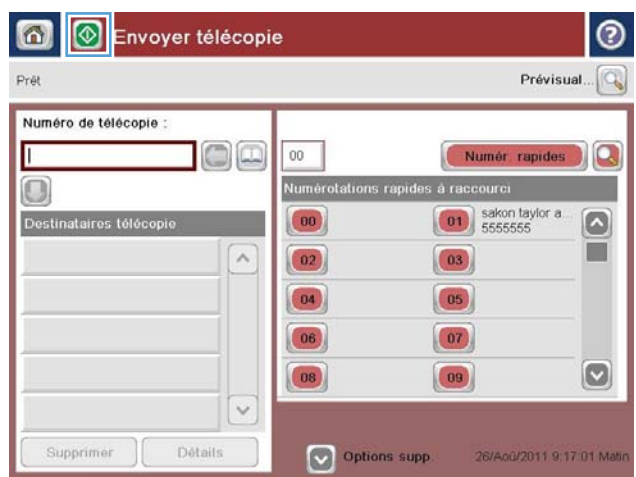 Envoyer télécopie
Prêt
Prévisual...
Numéro de télécopie :
00
Numér. rapides
Numérotations rapides à raccourci
Destinataires télécopie
00
01 sakon taylor a...
5555555
02
03
04
05
06
07
08
09
Supprimer
Détails
Options supp.
26/Aoû/2011 9:17:01 Matin